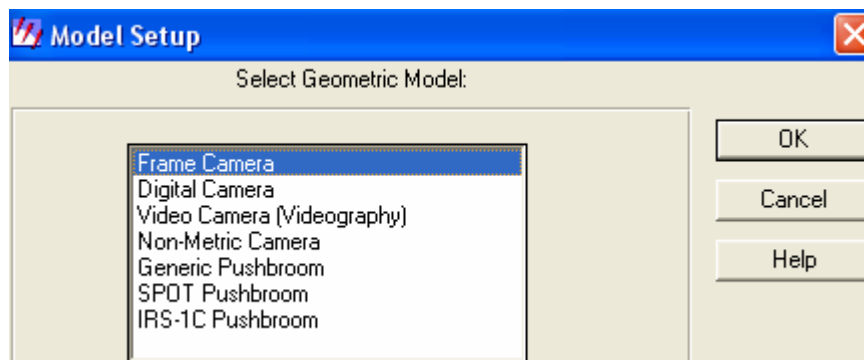 Model Setup
Select Geometric Model:
Frame Camera
Digital Camera
Video Camera (Videography)
Non-Metric Camera
Generic Pushbroom
SPOT Pushbroom
IRS-1C Pushbroom
OK
Cancel
Help